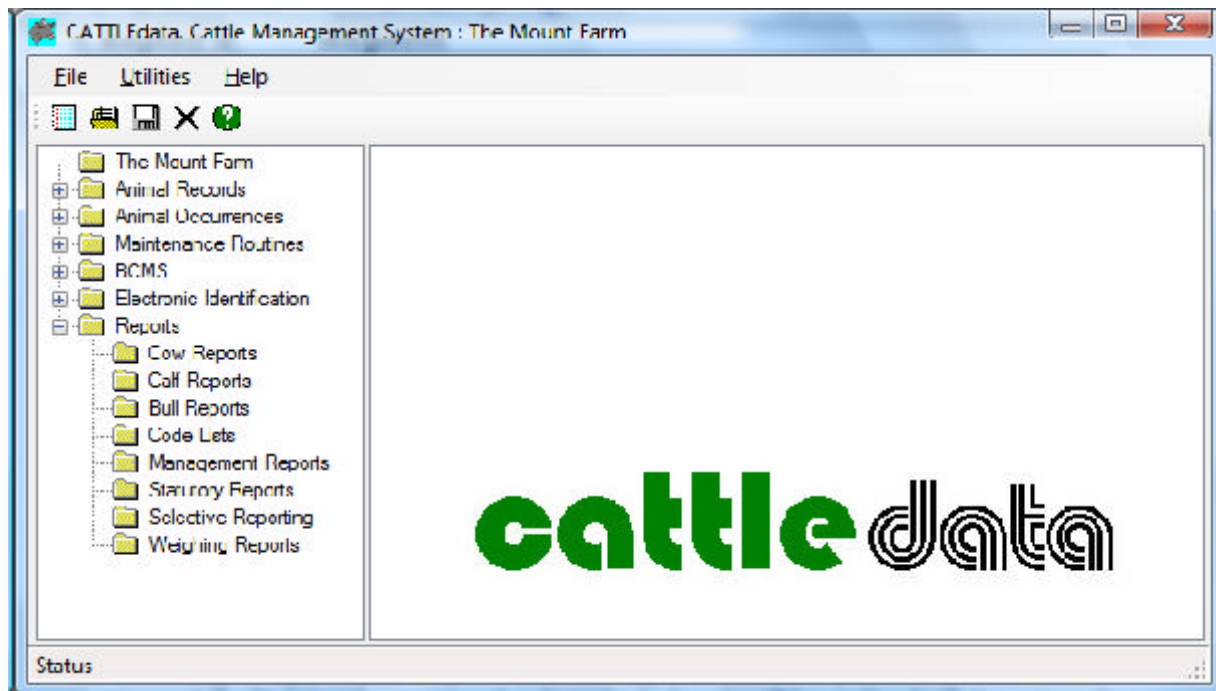 CATTLEdata. Cattle Management System : The Mount Farm
File Utilities Help
The Mount Farm
Animal Records
Animal Occurrences
Maintenance Routines
BCMS
Electronic Identification
Reports
Cow Reports
Calf Reports
Bull Reports
Code Lists
Management Reports
Statutory Reports
Selective Reporting
Weighing Reports
cattle data
Status